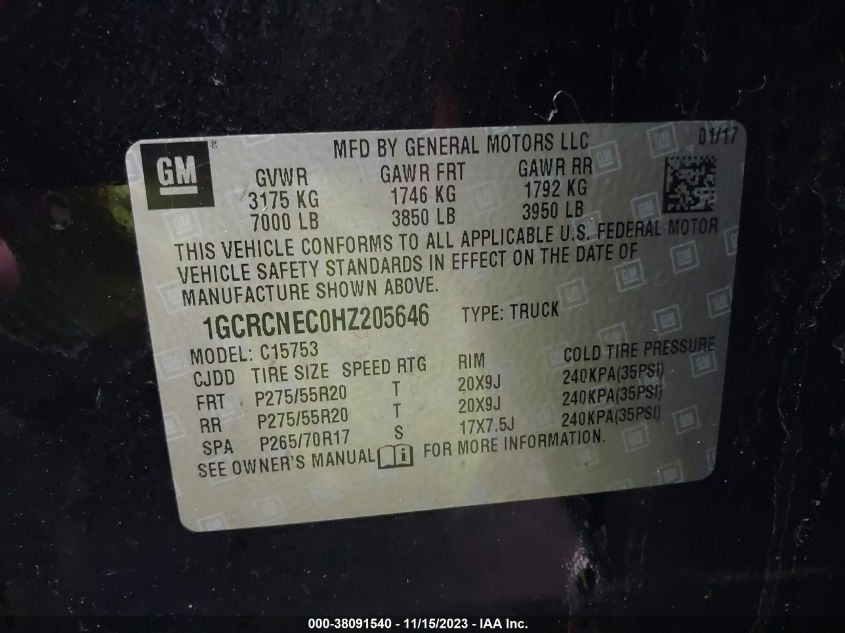 GM ® MFD BY GENERAL MOTORS LLC 01/17
GVWR GAWR FRT GAWR RR
3175 KG 1746 KG 1792 KG
7000 LB 3850 LB 3950 LB
THIS VEHICLE CONFORMS TO ALL APPLICABLE U.S. FEDERAL MOTOR
VEHICLE SAFETY STANDARDS IN EFFECT ON THE DATE OF
MANUFACTURE SHOWN ABOVE.
1GCRCNEC0HZ205646 TYPE: TRUCK
MODEL: C15753
CJDD TIRE SIZE SPEED RTG RIM COLD TIRE PRESSURE
FRT P275/55R20 T 20X9J 240KPA(35PSI)
RR P275/55R20 T 20X9J 240KPA(35PSI)
SPA P265/70R17 S 17X7.5J 240KPA(35PSI)
SEE OWNER'S MANUAL FOR MORE INFORMATION.
000-38091540 - 11/15/2023 - IAA Inc.